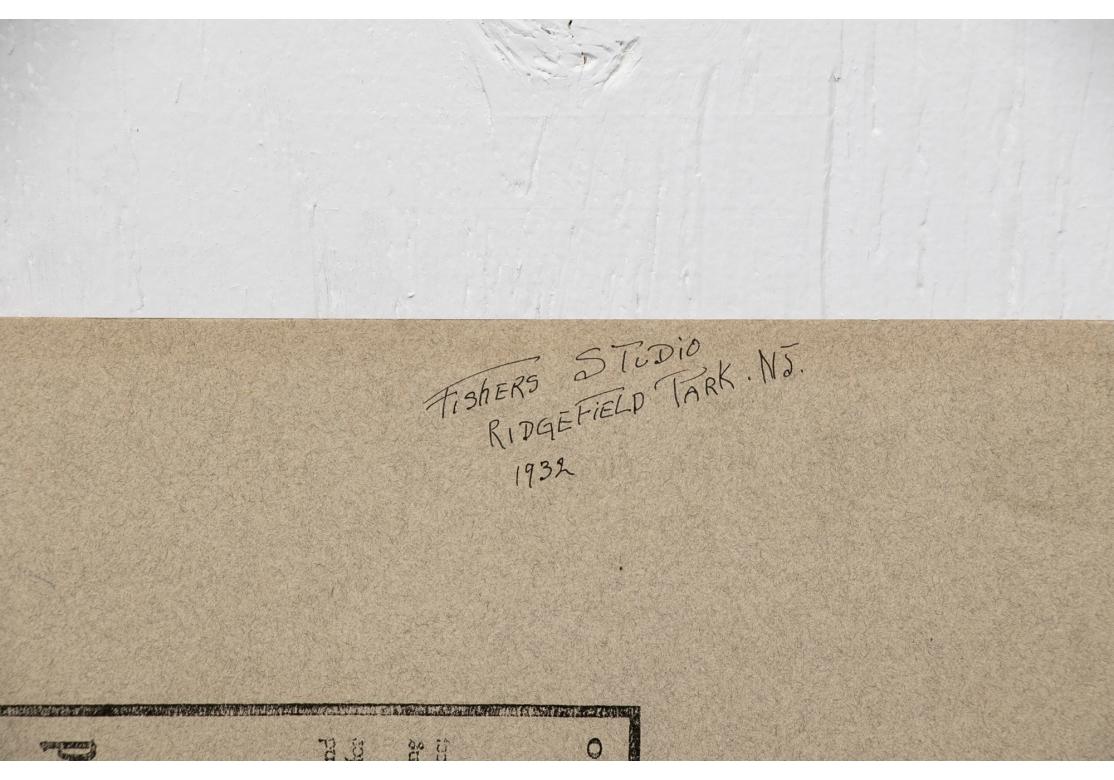 FishERS STUDiO
RIDGEFiELD PARK. NJ.
1932